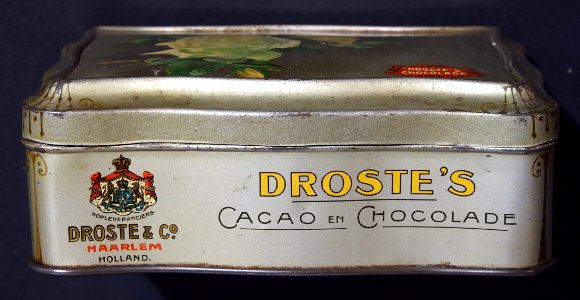 DROSTE'S
CHOCOLADE
DROSTE'S
CACAO EN CHOCOLADE
HOFLEVERANCIERS
DROSTE & Co
HAARLEM
HOLLAND.